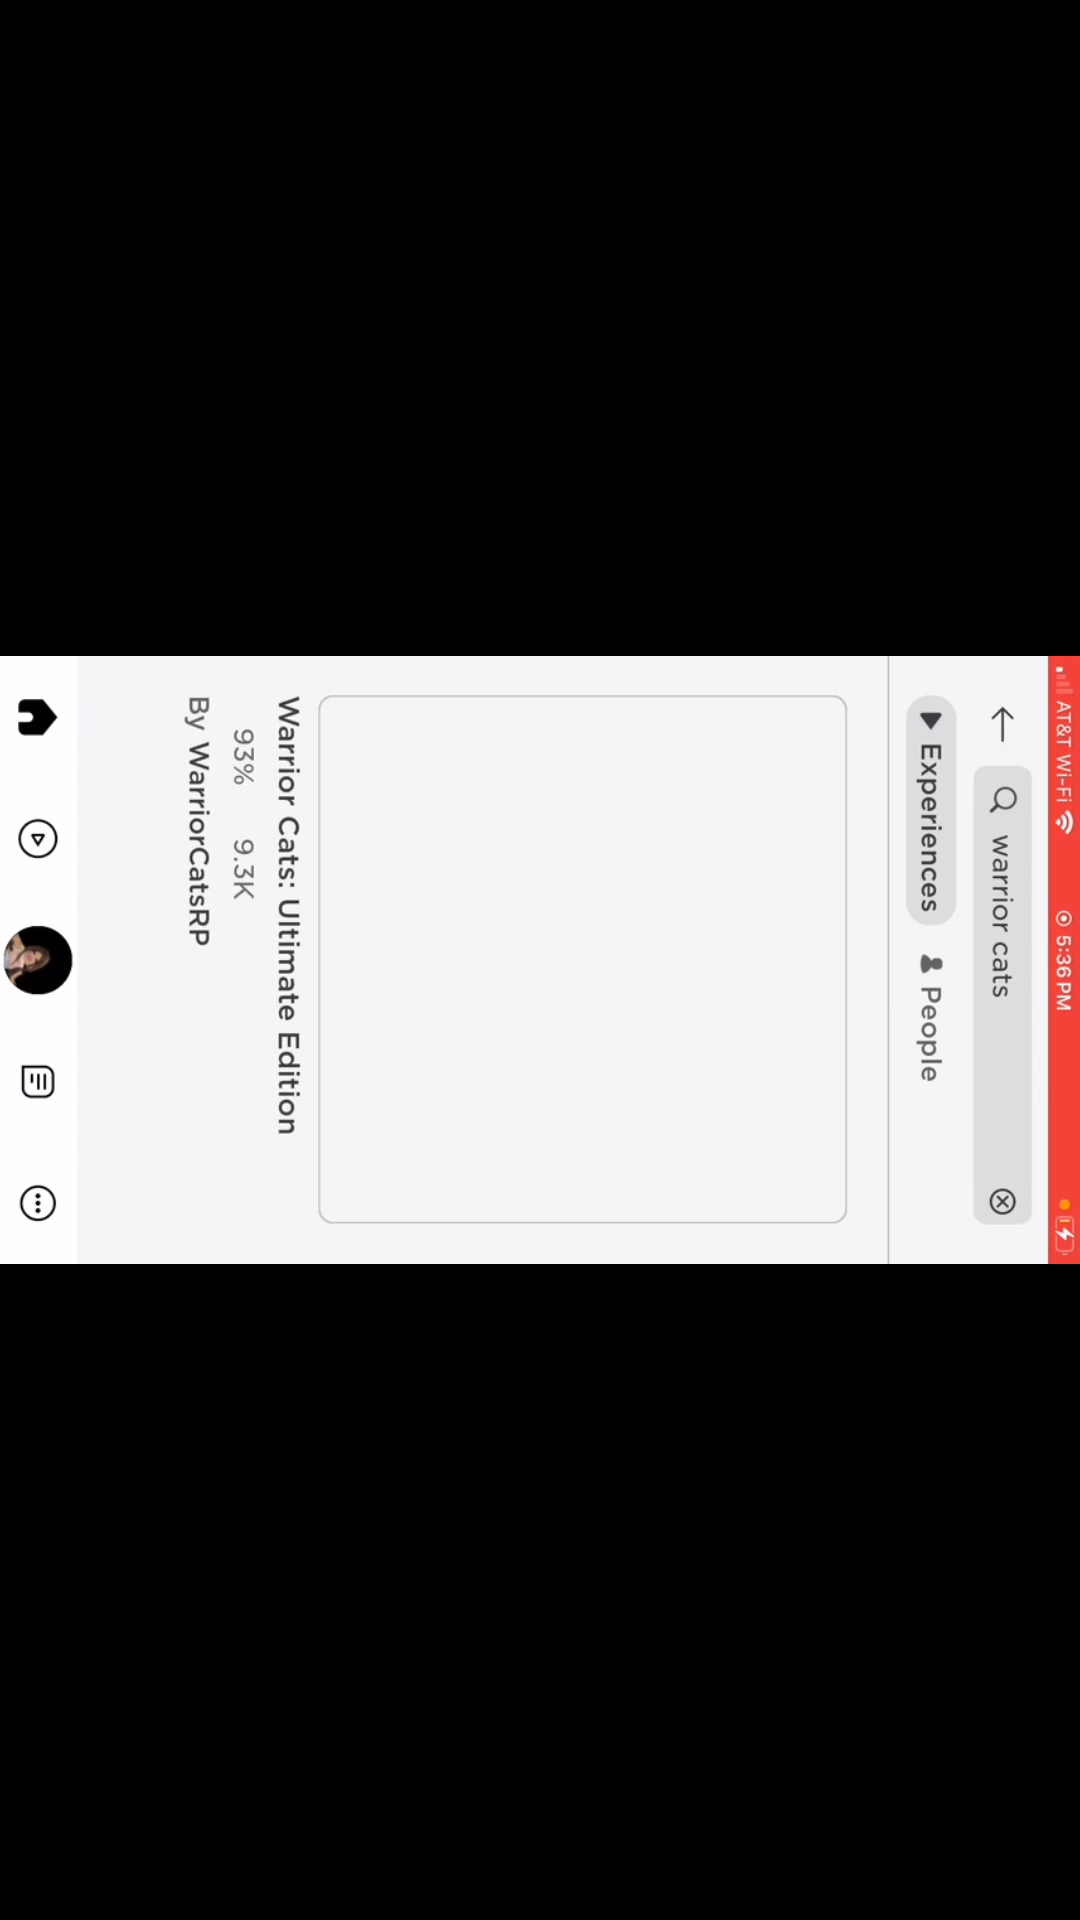 AT&T Wi-Fi 5:36 PM
warrior cats
Experiences People
Warrior Cats: Ultimate Edition
93% 9.3K
By WarriorCatsRP